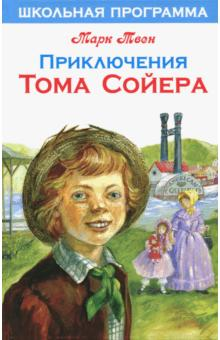 ШКОЛЬНАЯ ПРОГРАММА
Марк Твен
Приключения
ТОМА СОЙЕРА